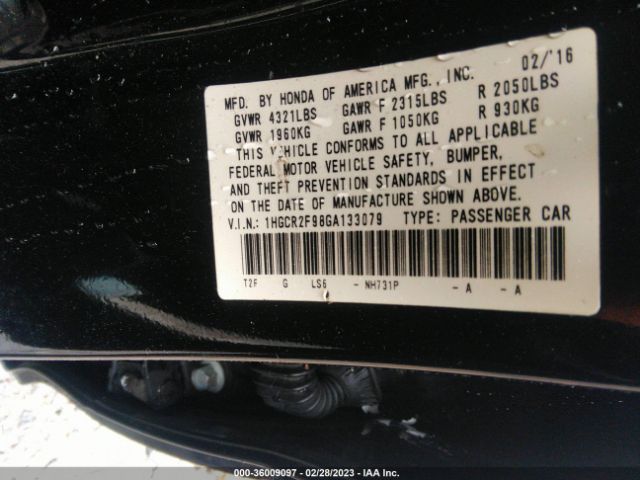 02/'16
MFD. BY HONDA OF AMERICA MFG., INC.
GVWR 4321LBS GAWR F 2315LBS R 2050LBS
GVWR 1960KG GAWR F 1050KG R 930KG
THIS VEHICLE CONFORMS TO ALL APPLICABLE
FEDERAL MOTOR VEHICLE SAFETY, BUMPER,
AND THEFT PREVENTION STANDARDS IN EFFECT
ON THE DATE OF MANUFACTURE SHOWN ABOVE.
V.I.N.: 1HGCR2F98GA133079 TYPE: PASSENGER CAR
T2F G LS6 - NH731P - A - A
000-36009097 - 02/28/2023 - IAA Inc.